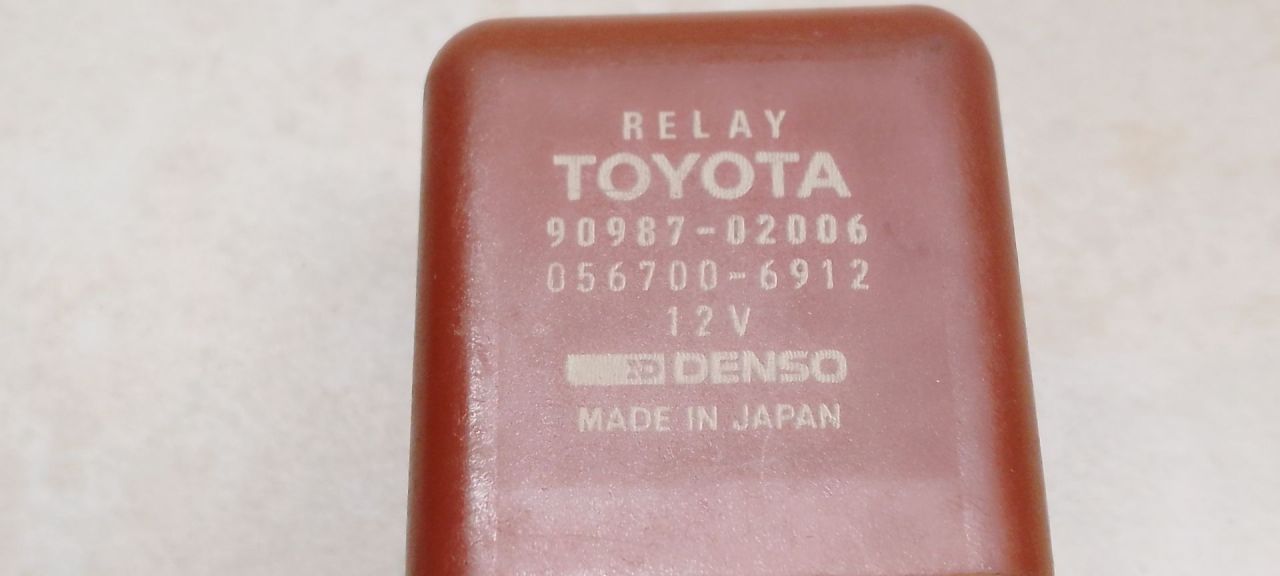 RELAY
TOYOTA
90987-02006
056700-6912
12V
DENSO
MADE IN JAPAN